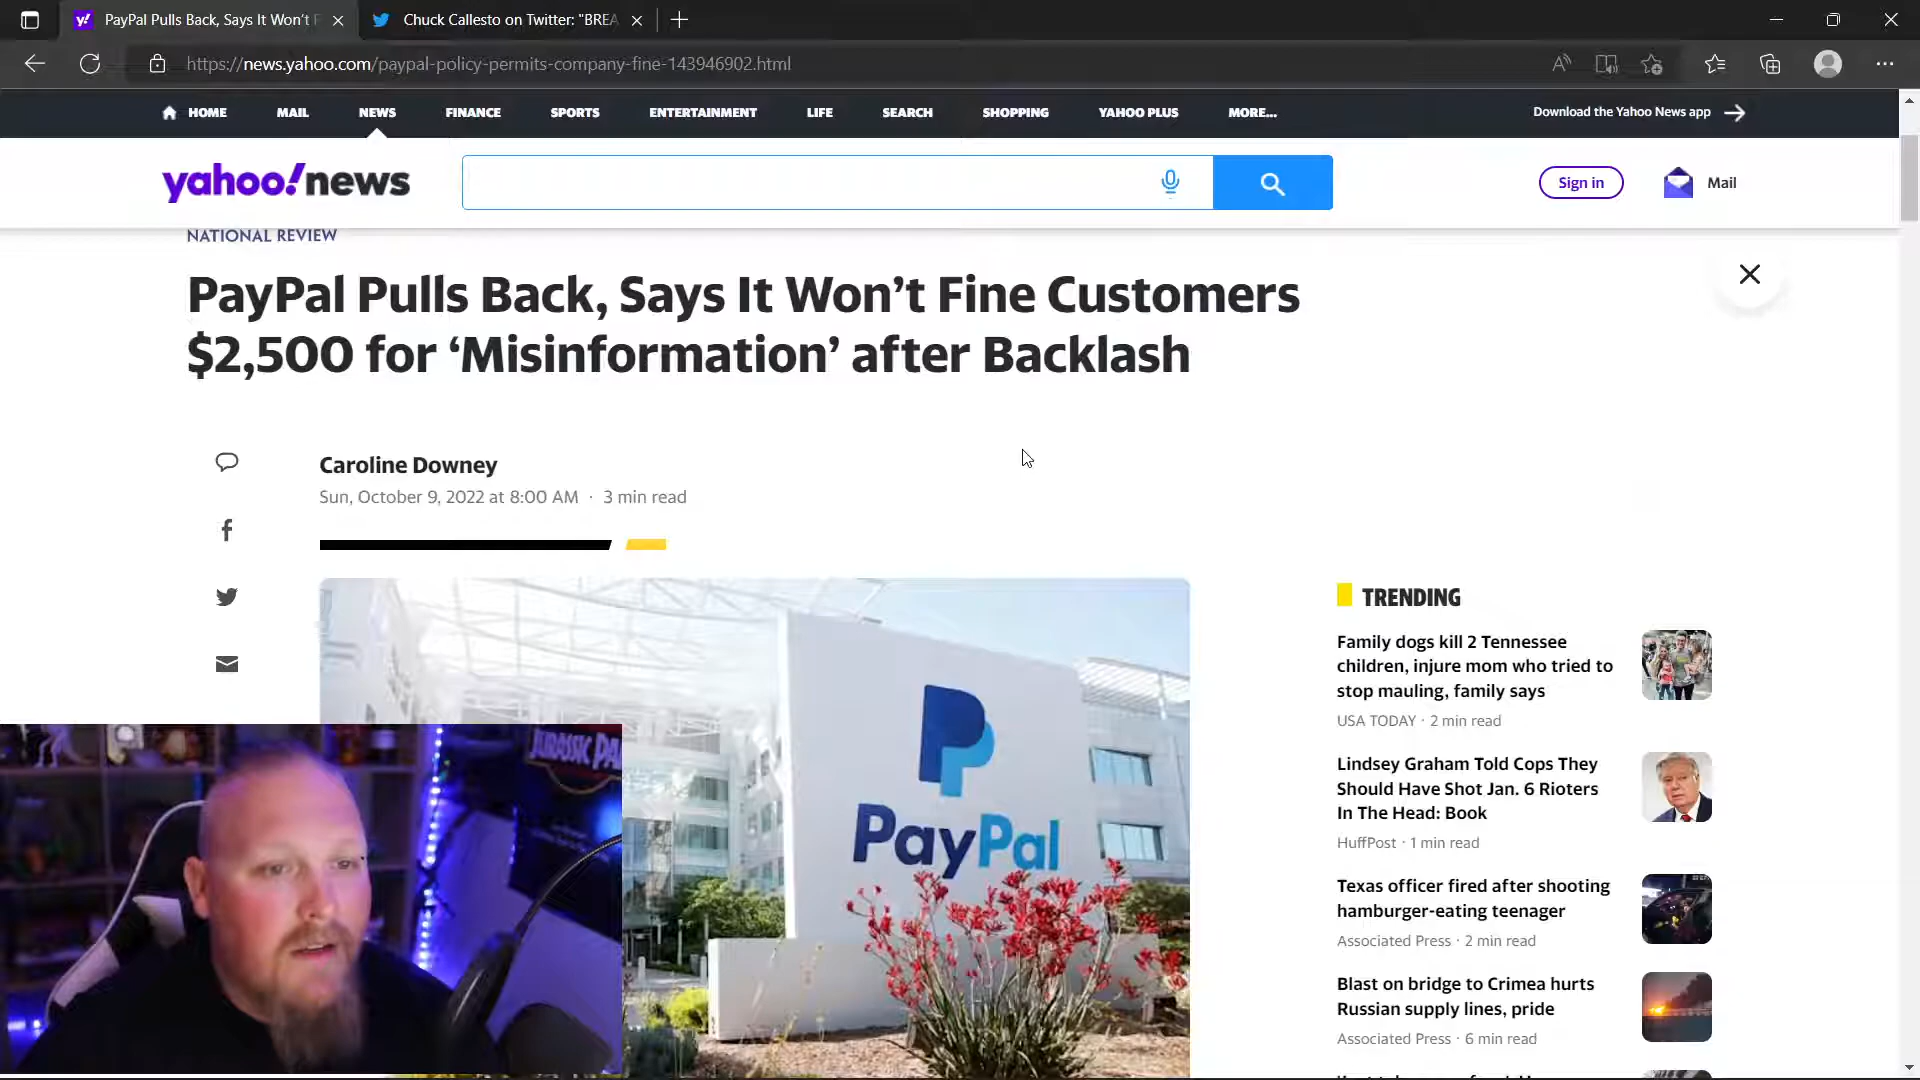 PayPal Pulls Back, Says It Won't F
Chuck Callesto on Twitter: "BREA
https://news.yahoo.com/paypal-policy-permits-company-fine-143946902.html
HOME
MAIL
NEWS
FINANCE
SPORTS
ENTERTAINMENT
LIFE
SEARCH
SHOPPING
YAHOO PLUS
MORE...
Download the Yahoo News app
yahoo!news
Sign in
Mail
NATIONAL REVIEW
PayPal Pulls Back, Says It Won’t Fine Customers
$2,500 for ‘Misinformation’ after Backlash
Caroline Downey
Sun, October 9, 2022 at 8:00 AM · 3 min read
PayPal
JURASSIC PA
TRENDING
Family dogs kill 2 Tennessee
children, injure mom who tried to
stop mauling, family says
USA TODAY · 2 min read
Lindsey Graham Told Cops They
Should Have Shot Jan. 6 Rioters
In The Head: Book
HuffPost · 1 min read
Texas officer fired after shooting
hamburger-eating teenager
Associated Press · 2 min read
Blast on bridge to Crimea hurts
Russian supply lines, pride
Associated Press · 6 min read